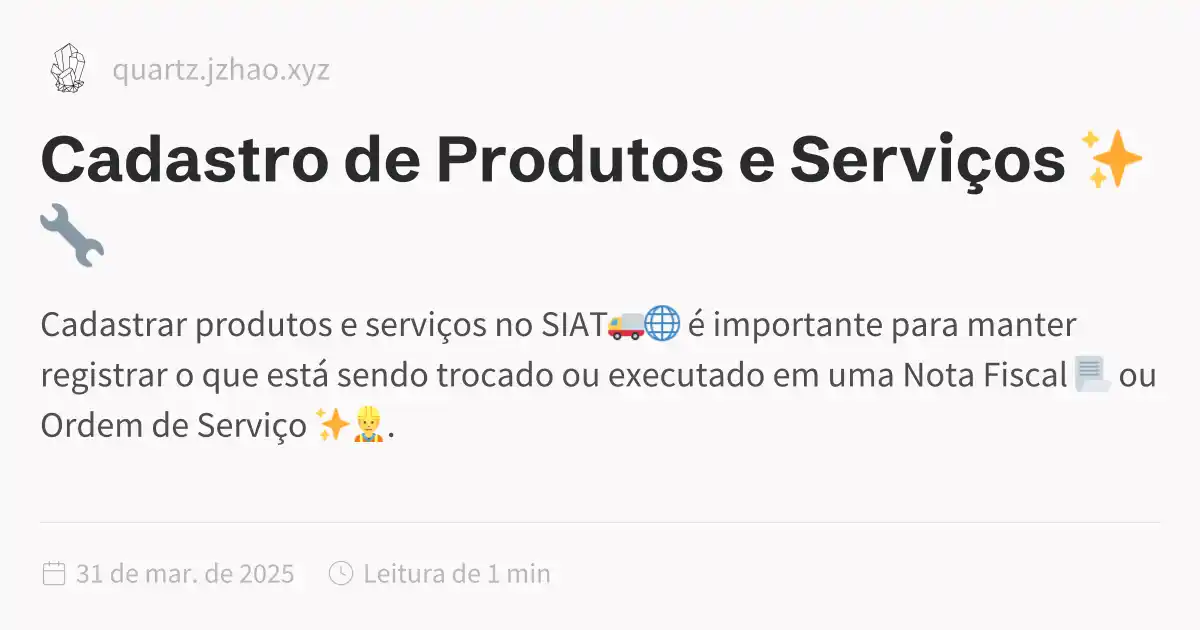 quartz.jzhao.xyz
Cadastro de Produtos e Serviços ✨
🔧
Cadastrar produtos e serviços no SIAT🚚🌐 é importante para manter
registrar o que está sendo trocado ou executado em uma Nota Fiscal 📃 ou
Ordem de Serviço ✨👷.
31 de mar. de 2025 Leitura de 1 min